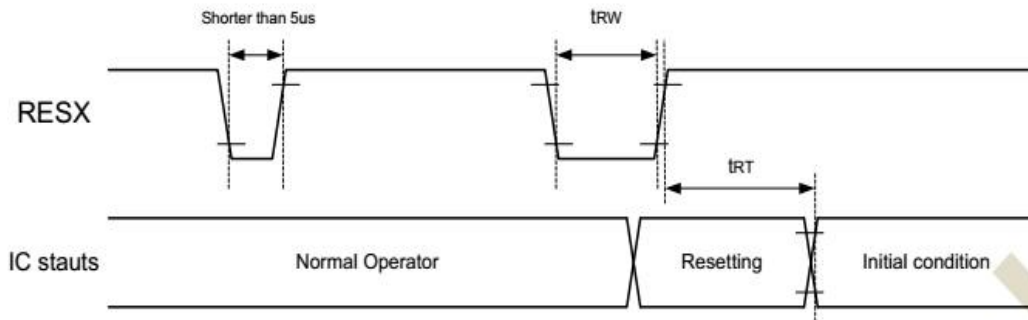 Shorter than 5us
tRW
RESX
tRT
IC stauts
Normal Operator
Resetting
Initial condition